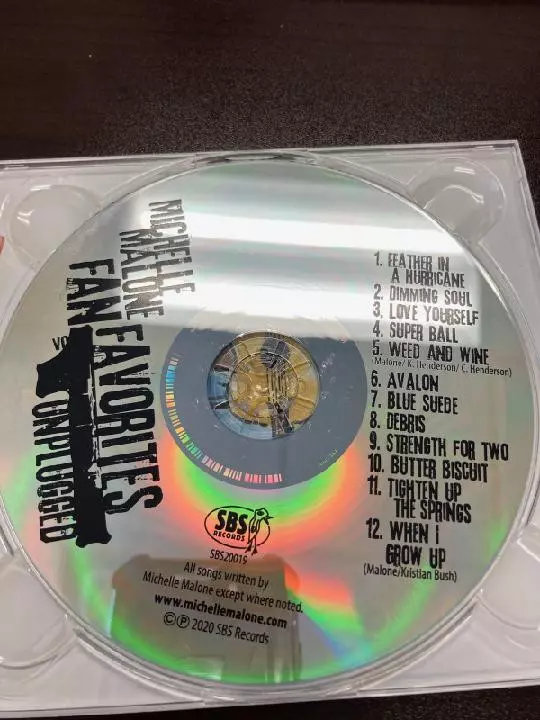 MICHELLE
MALONE
FAN FAVORITES
VO
UNPLUGGED
1. FEATHER IN
A HURRICANE
2. DIMMING SOUL
3. LOVE YOURSELF
4. SUPER BALL
5. WEED AND WINE
(Malone/ K. Henderson/ C. Henderson)
6. AVALON
7. BLUE SUEDE
8. DEBRIS
9. STRENGTH FOR TWO
10. BUTTER BISCUIT
11. TIGHTEN UP
THE SPRINGS
12. WHEN I
GROW UP
(Malone/Kristian Bush)
SBS
RECORDS
SBS20019
All songs written by
Michelle Malone except where noted.
www.michellemalone.com
© ℗ 2020 SBS Records